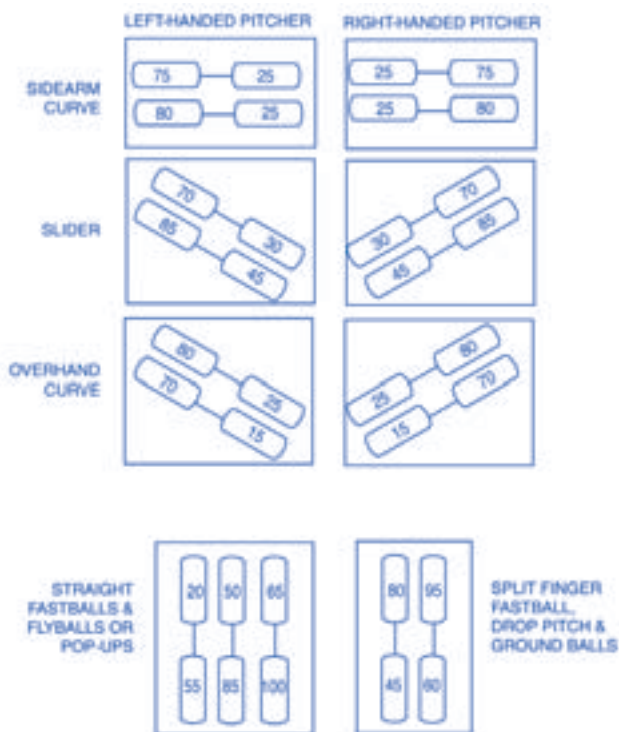 LEFT-HANDED PITCHER
RIGHT-HANDED PITCHER
SIDEARM
CURVE
75 25
80 25
25 75
25 80
SLIDER
70 30
85 45
30 70
45 85
OVERHAND
CURVE
80 25
70 15
25 80
15 70
STRAIGHT
FASTBALLS &
FLYBALLS OR
POP-UPS
20 50 65
55 85 100
80 95
45 60
SPLIT FINGER
FASTBALL,
DROP PITCH &
GROUND BALLS